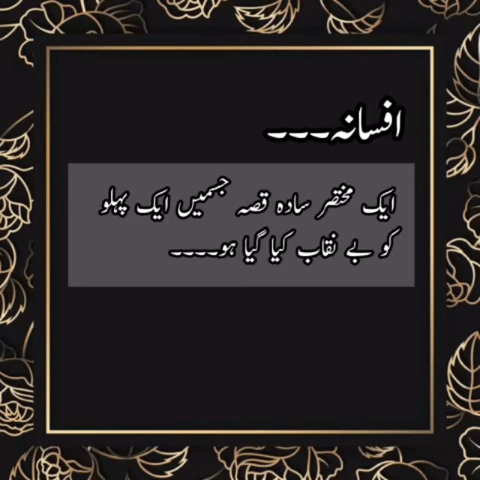 افسانہ۔۔۔
ایک مختصر سادہ قصہ جسمیں ایک پہلو
کو بے نقاب کیا گیا ہو۔۔۔۔